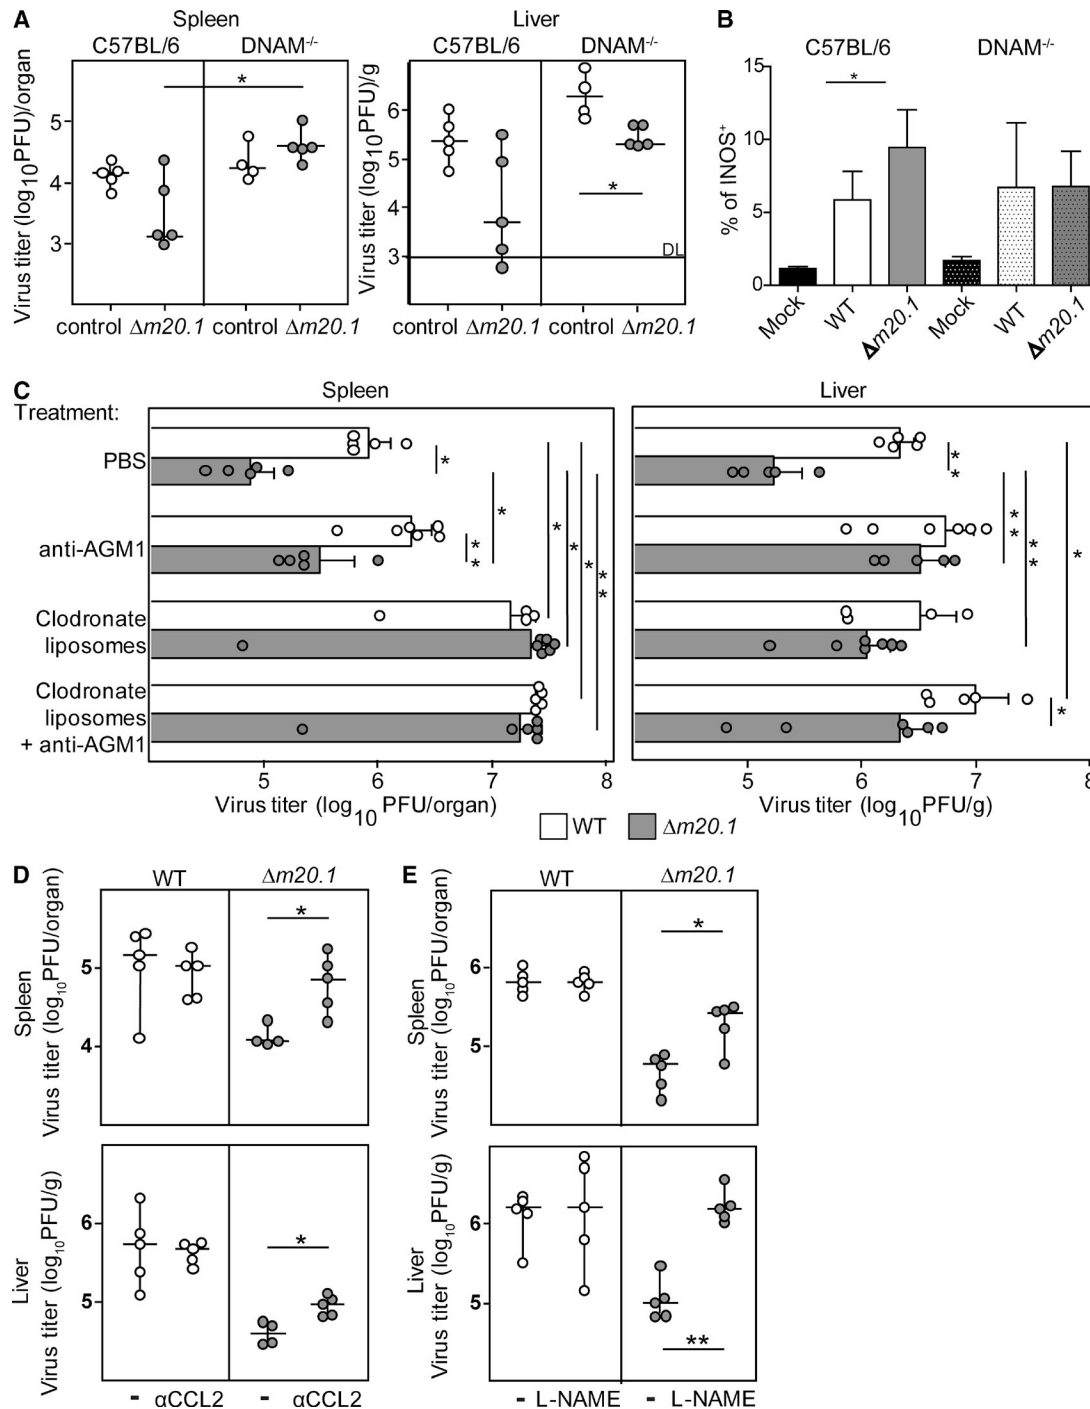 A
Spleen
Liver
C57BL/6
DNAM-/-
C57BL/6
DNAM-/-
Virus titer (log10PFU)/organ
5
4
3
*
control Δm20.1 control Δm20.1
Virus titer (log10PFU)/g
6
5
4
3
*
DL
control Δm20.1 control Δm20.1
B
C57BL/6
DNAM-/-
% of INOS+
15
10
5
0
*
Mock
WT
Δm20.1
Mock
WT
Δm20.1
C
Spleen
Liver
Treatment:
PBS
anti-AGM1
Clodronate
liposomes
Clodronate
liposomes
+ anti-AGM1
*
**
*
*
*
*
**
**
**
**
*
*
5 6 7 8
5 6 7 8
Virus titer (log10PFU/organ)
Virus titer (log10PFU/g)
WT
Δm20.1
D
WT
Δm20.1
Spleen
Virus titer (log10PFU/organ)
5
4
*
Liver
Virus titer (log10PFU/g)
6
5
*
- αCCL2 - αCCL2
E
WT
Δm20.1
Spleen
Virus titer (log10PFU/organ)
6
5
*
Liver
Virus titer (log10PFU/g)
6
5
**
- L-NAME - L-NAME